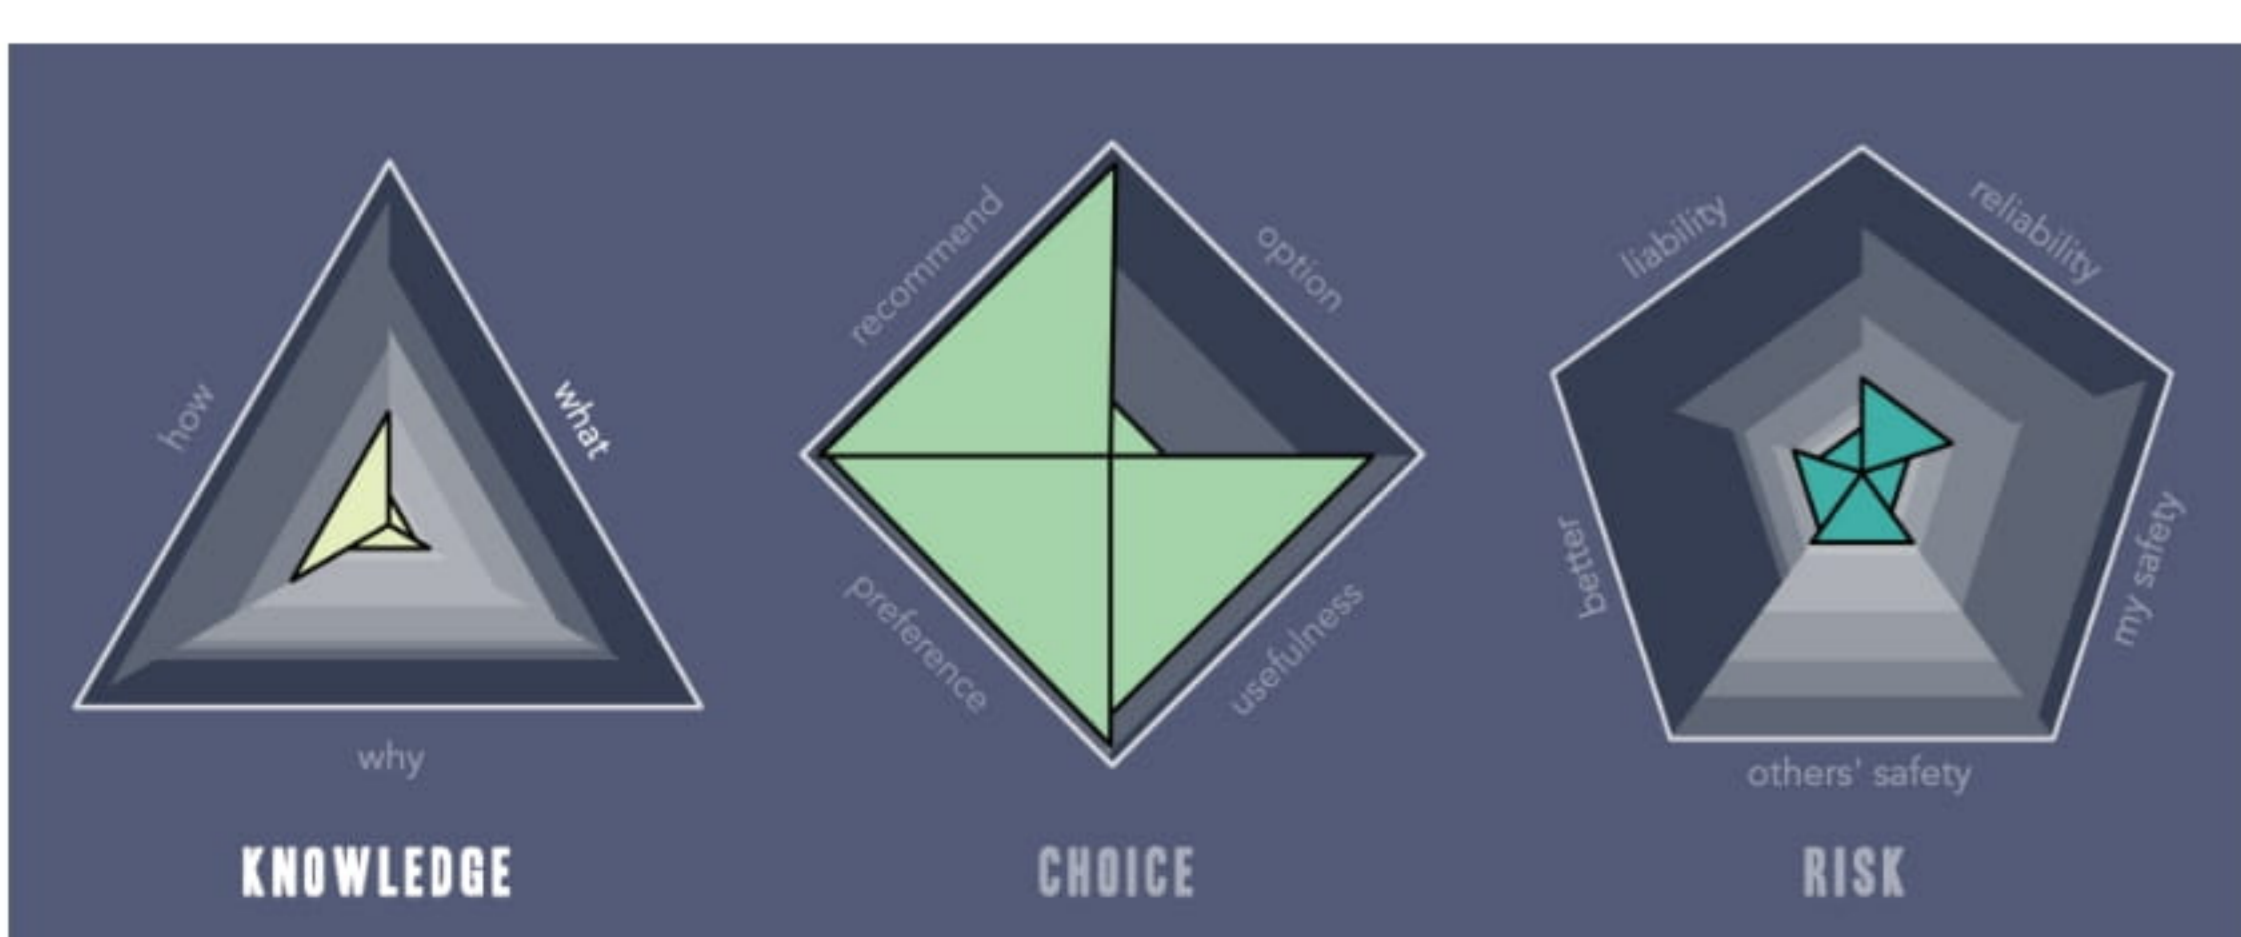 how
what
why
KNOWLEDGE
recommend
option
preference
usefulness
CHOICE
liability
reliability
better
my safety
others' safety
RISK